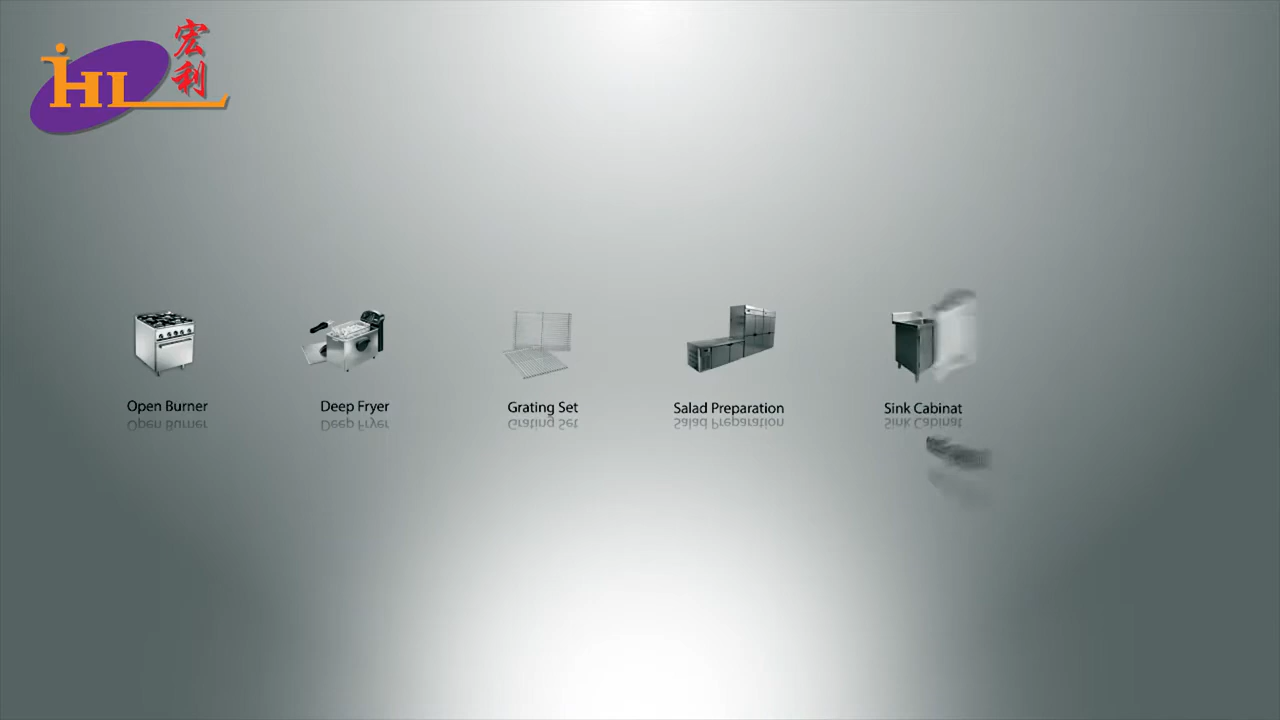 HL
宏
利
Open Burner
Deep Fryer
Grating Set
Salad Preparation
Sink Cabinat